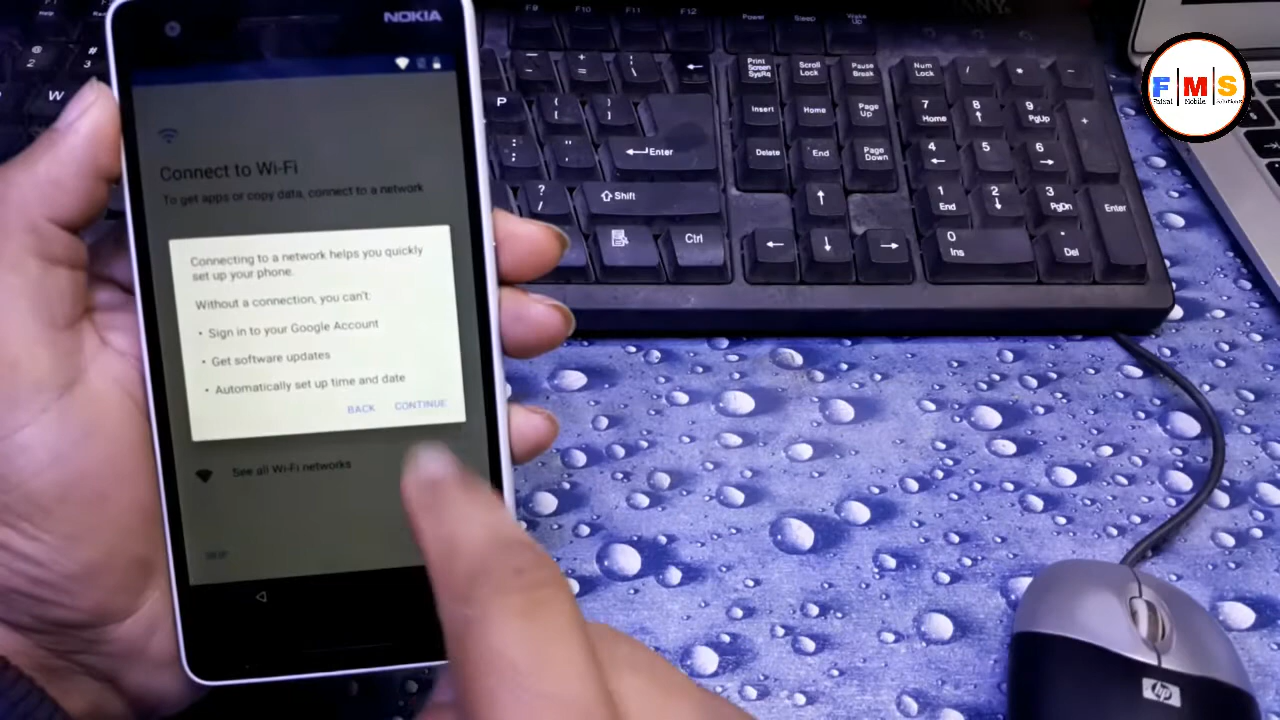 NOKIA
Connect to Wi-Fi
To get apps or copy data, connect to a network
Connecting to a network helps you quickly
set up your phone.
Without a connection, you can't:
• Sign in to your Google Account
• Get software updates
• Automatically set up time and date
BACK CONTINUE
See all Wi-Fi networks
F9 F10 F11 F12 Power Sleep Wake Up
@ 2 # 3
W
P
Print Screen SysRq
Scroll Lock
Pause Break
Insert Home Page Up
Delete End Page Down
Enter
Shift
Ctrl
Num Lock / * -
7 Home 8 9 PgUp +
4 5 6
1 End 2 3 PgDn Enter
0 Ins . Del
F M S
Faisal Mobile Solutions
hp